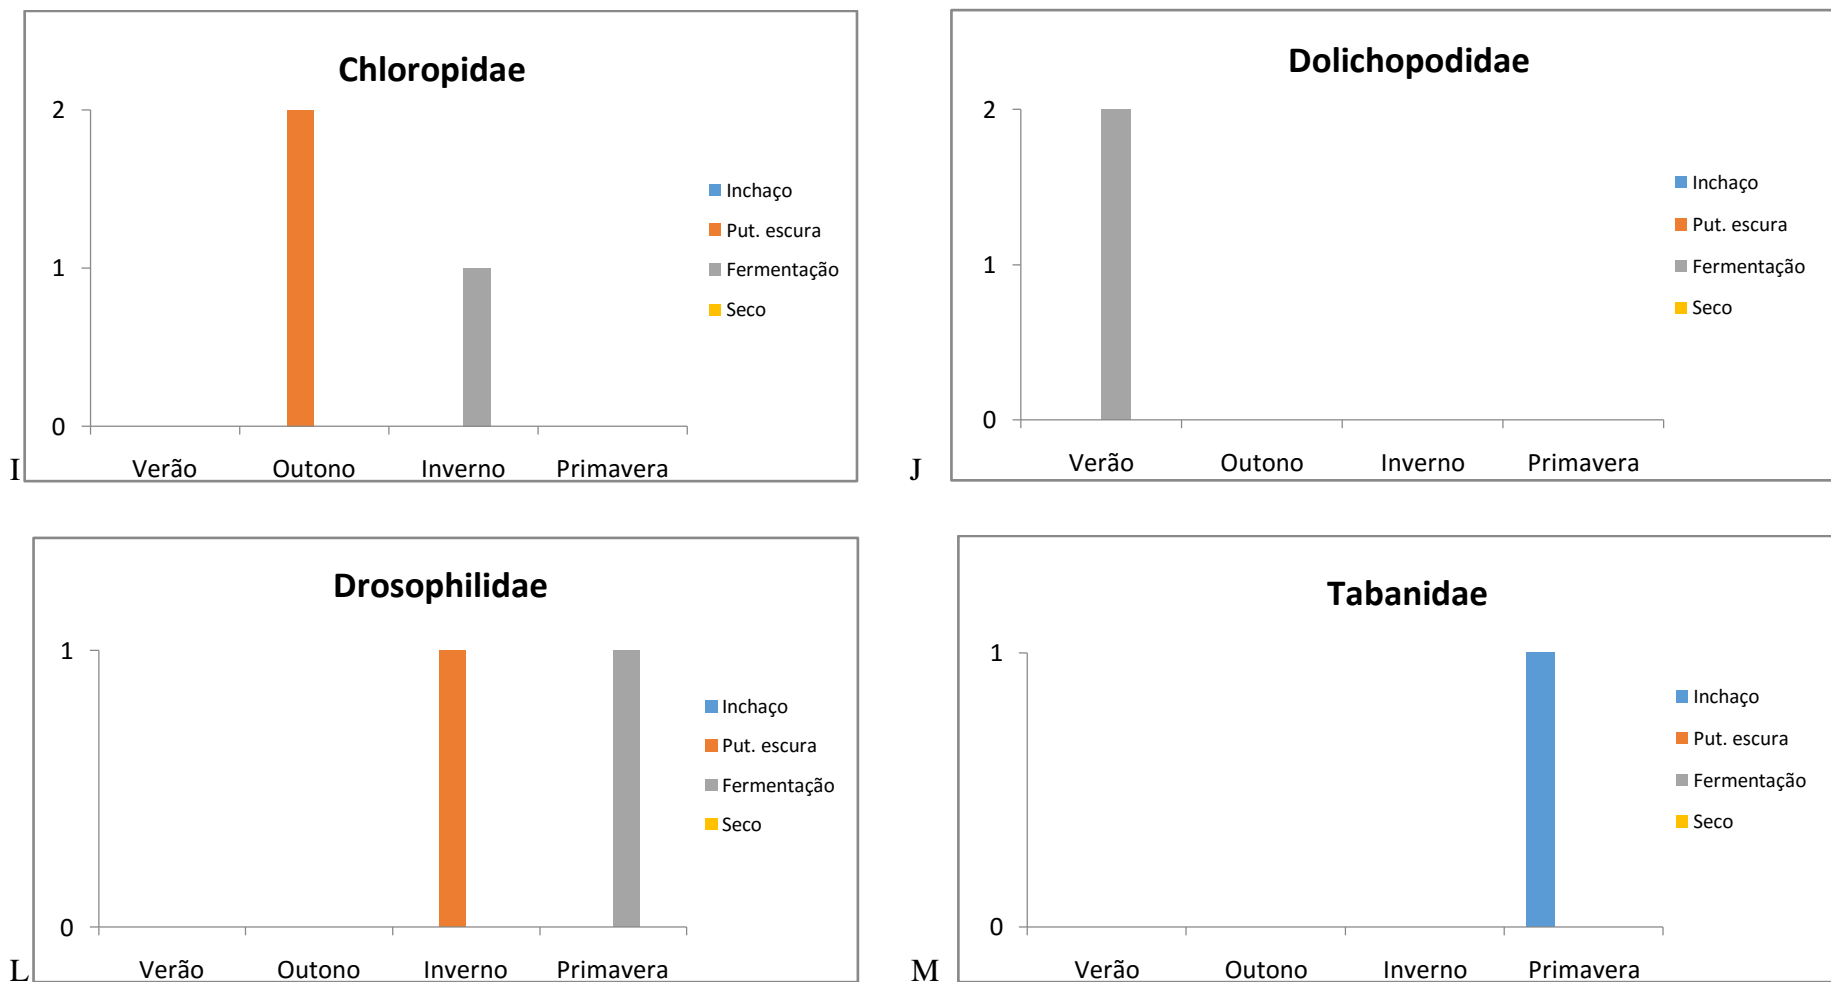 Chloropidae
2
1
0
Verão Outono Inverno Primavera
Inchaço
Put. escura
Fermentação
Seco
I
Dolichopodidae
2
1
0
Verão Outono Inverno Primavera
Inchaço
Put. escura
Fermentação
Seco
J
Drosophilidae
1
0
Verão Outono Inverno Primavera
Inchaço
Put. escura
Fermentação
Seco
L
Tabanidae
1
0
Verão Outono Inverno Primavera
Inchaço
Put. escura
Fermentação
Seco
M